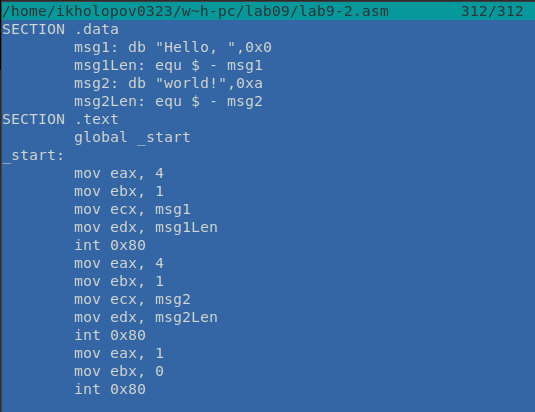 /home/ikholopov0323/w~h-pc/lab09/lab9-2.asm 312/312
SECTION .data
msg1: db "Hello, ",0x0
msg1Len: equ $ - msg1
msg2: db "world!",0xa
msg2Len: equ $ - msg2
SECTION .text
global _start
_start:
mov eax, 4
mov ebx, 1
mov ecx, msg1
mov edx, msg1Len
int 0x80
mov eax, 4
mov ebx, 1
mov ecx, msg2
mov edx, msg2Len
int 0x80
mov eax, 1
mov ebx, 0
int 0x80